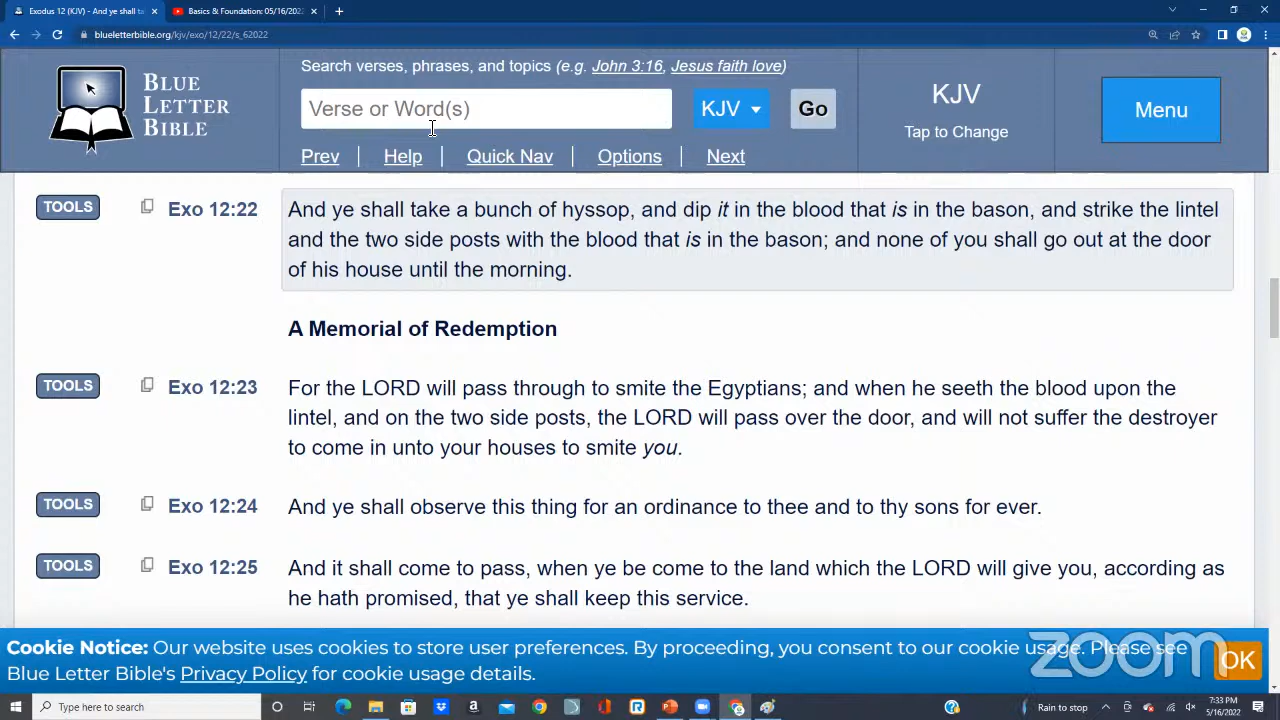 Exodus 12 (KJV) - And ye shall ta
Basics & Foundation: 05/16/202
blueletterbible.org/kjv/exo/12/22/s_62022
BLUE
LETTER
BIBLE
Search verses, phrases, and topics (e.g. John 3:16, Jesus faith love)
Verse or Word(s)
KJV
Go
Prev | Help | Quick Nav | Options | Next
KJV
Tap to Change
Menu
TOOLS Exo 12:22 And ye shall take a bunch of hyssop, and dip it in the blood that is in the bason, and strike the lintel
and the two side posts with the blood that is in the bason; and none of you shall go out at the door
of his house until the morning.
A Memorial of Redemption
TOOLS Exo 12:23 For the LORD will pass through to smite the Egyptians; and when he seeth the blood upon the
lintel, and on the two side posts, the LORD will pass over the door, and will not suffer the destroyer
to come in unto your houses to smite you.
TOOLS Exo 12:24 And ye shall observe this thing for an ordinance to thee and to thy sons for ever.
TOOLS Exo 12:25 And it shall come to pass, when ye be come to the land which the LORD will give you, according as
he hath promised, that ye shall keep this service.
Cookie Notice: Our website uses cookies to store user preferences. By proceeding, you consent to our cookie usage. Please see
Blue Letter Bible's Privacy Policy for cookie usage details.
OK
zoom
Type here to search
Rain to stop
7:33 PM
5/16/2022